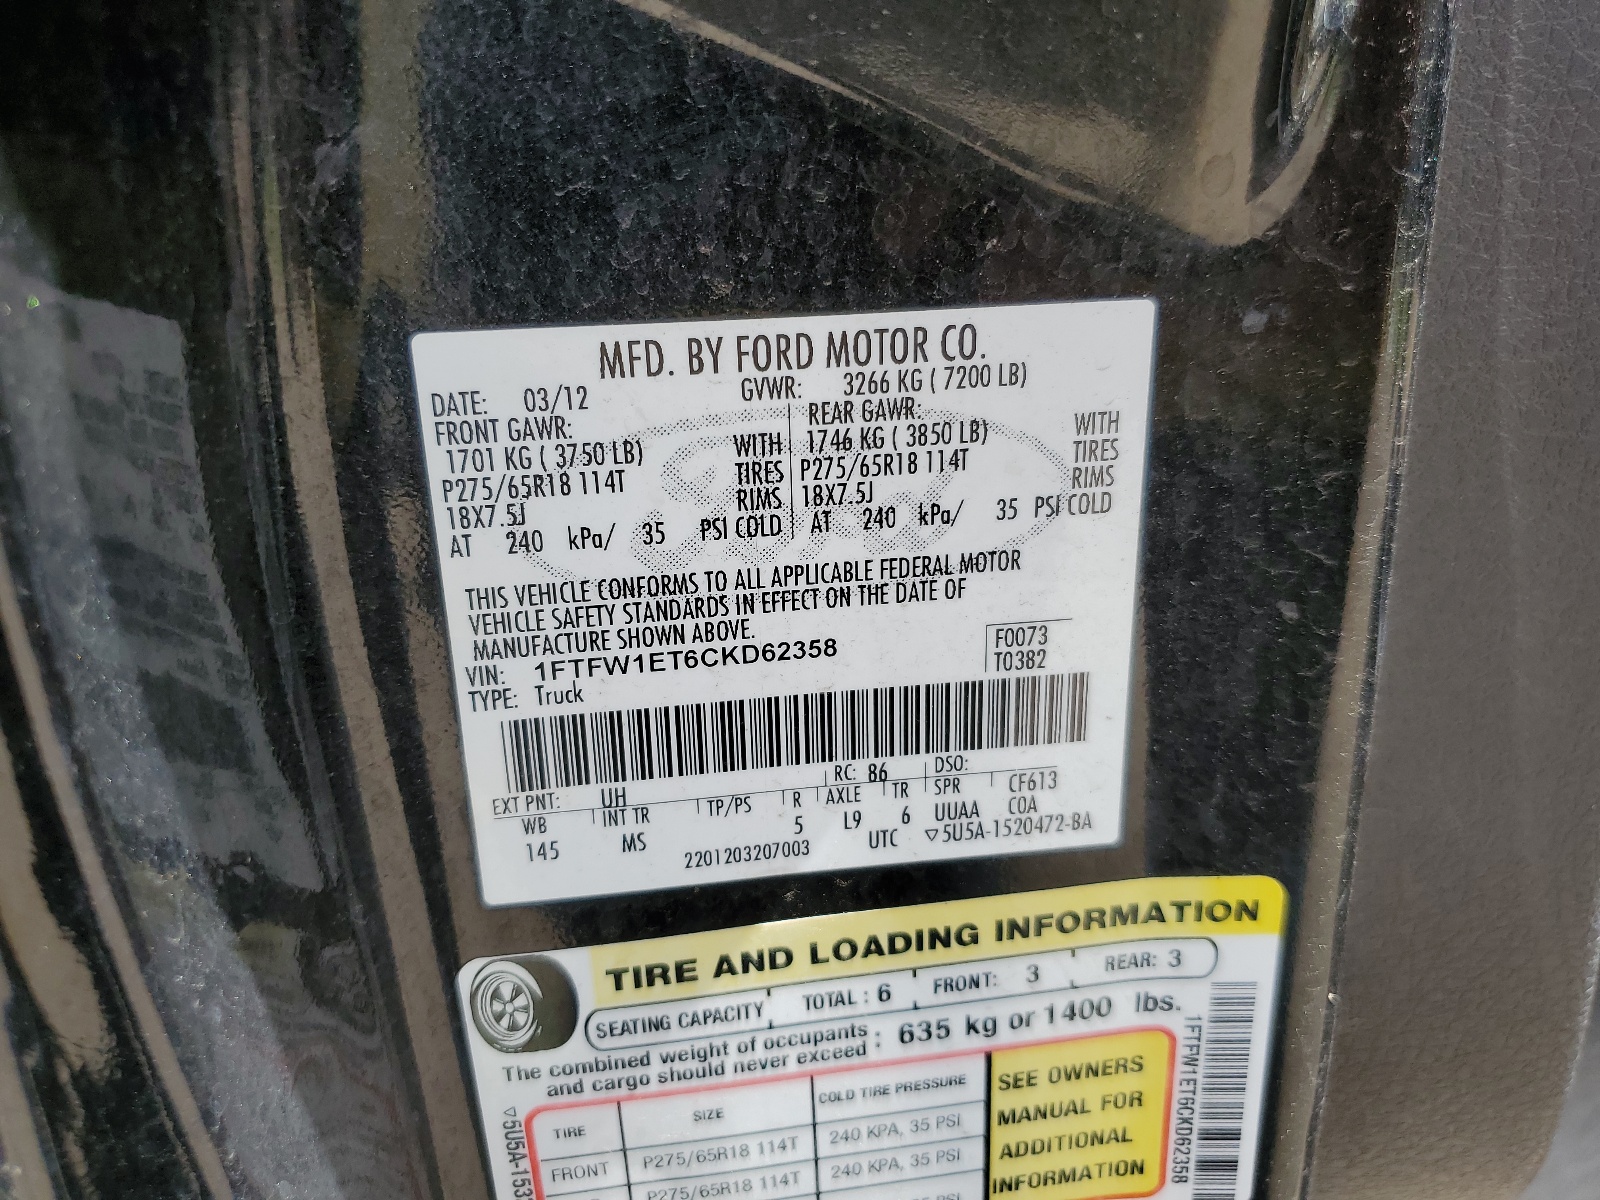 MFD. BY FORD MOTOR CO.
DATE: 03/12 GVWR: 3266 KG ( 7200 LB)
FRONT GAWR: REAR GAWR:
1701 KG ( 3750 LB) WITH 1746 KG ( 3850 LB) WITH
P275/65R18 114T TIRES P275/65R18 114T TIRES
18X7.5J RIMS 18X7.5J RIMS
AT 240 kPa/ 35 PSI COLD AT 240 kPa/ 35 PSI COLD
THIS VEHICLE CONFORMS TO ALL APPLICABLE FEDERAL MOTOR
VEHICLE SAFETY STANDARDS IN EFFECT ON THE DATE OF
MANUFACTURE SHOWN ABOVE.
VIN: 1FTFW1ET6CKD62358 F0073
TYPE: Truck T0382
EXT PNT: UH RC: 86 DSO:
WB INT TR TP/PS R AXLE TR SPR CF613
145 MS 5 L9 6 UUAA COA
2201203207003 UTC ▽5U5A-1520472-BA
TIRE AND LOADING INFORMATION
SEATING CAPACITY TOTAL : 6 FRONT: 3 REAR: 3
The combined weight of occupants : 635 kg or 1400 lbs.
and cargo should never exceed :
TIRE SIZE COLD TIRE PRESSURE
FRONT P275/65R18 114T 240 KPA, 35 PSI
P275/65R18 114T 240 KPA, 35 PSI
PSI
SEE OWNERS
MANUAL FOR
ADDITIONAL
INFORMATION
1FTFW1ET6CKD62358
▽5U5A-153